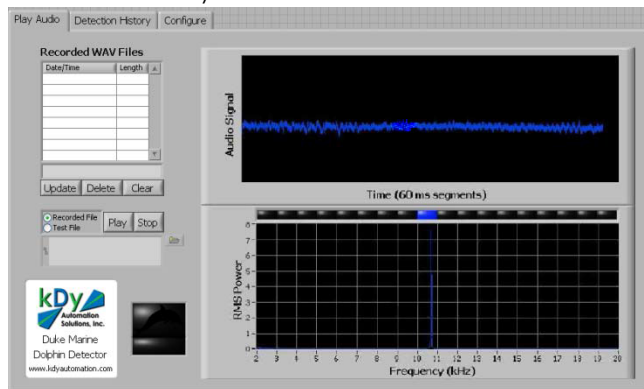 Play Audio Detection History Configure
Recorded WAV Files
Date/Time Length
Update Delete Clear
Recorded File
Test File
Play Stop
kDy
Automation
Solutions, Inc.
Duke Marine
Dolphin Detector
www.kdyautomation.com
Audio Signal
Time (60 ms segments)
RMS Power
8
7
6
5
4
3
2
1
0
2 3 4 5 6 7 8 9 10 11 12 13 14 15 16 17 18 19 20
Frequency (kHz)